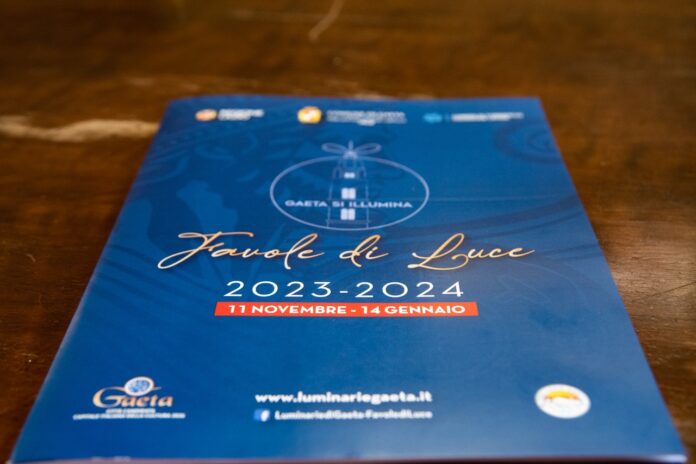 GAETA SI ILLUMINA
Favole di Luce
2023-2024
11 NOVEMBRE - 14 GENNAIO
Gaeta
www.luminariegaeta.it
LuminariediGaeta FavolediLuce